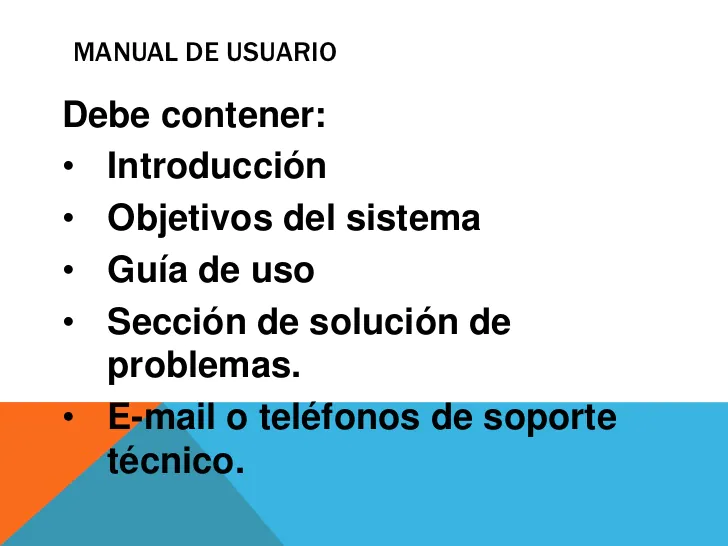 MANUAL DE USUARIO
Debe contener:
• Introducción
• Objetivos del sistema
• Guía de uso
• Sección de solución de
problemas.
• E-mail o teléfonos de soporte
técnico.